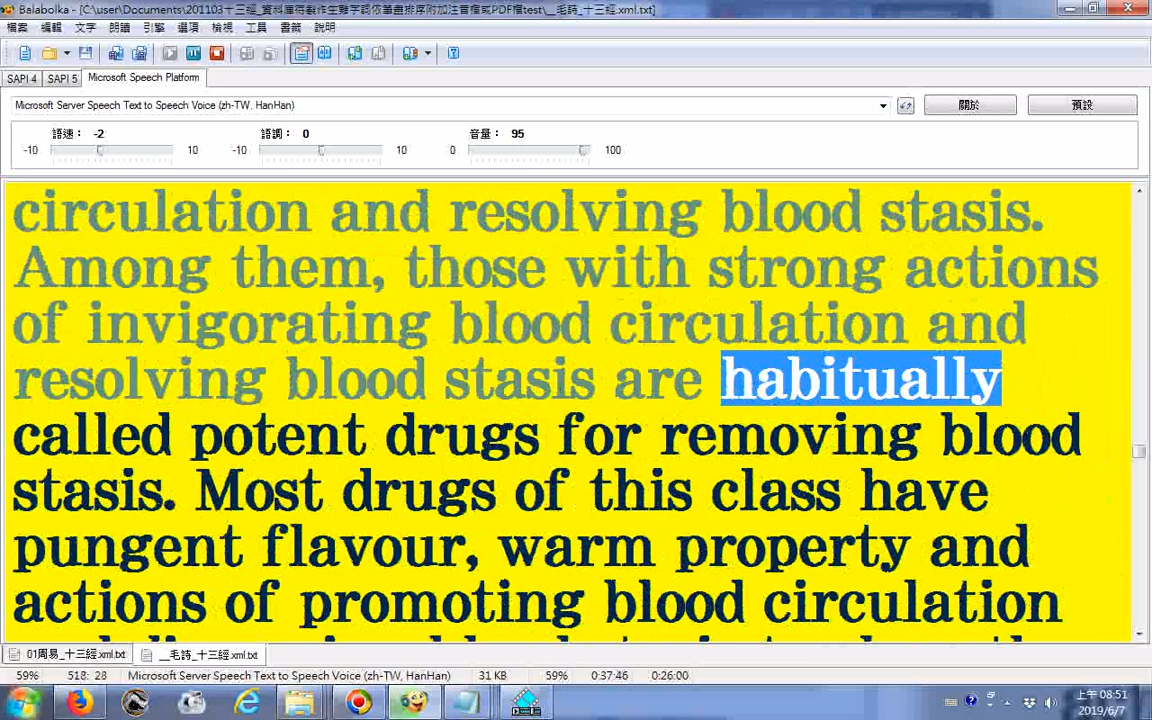 Balabolka - [C:\user\Documents\201103十三經_資料庫得製作生難字詞依筆畫排序附加注音檔或PDF檔test\__毛詩_十三經.xml.txt]
檔案 編輯 文字 朗讀 引擎 選項 檢視 工具 書籤 說明
SAPI 4 SAPI 5 Microsoft Speech Platform
Microsoft Server Speech Text to Speech Voice (zh-TW, HanHan) 關於 預設
語速： -2 語調： 0 音量： 95
-10 10 -10 10 0 100
circulation and resolving blood stasis.
Among them, those with strong actions
of invigorating blood circulation and
resolving blood stasis are habitually
called potent drugs for removing blood
stasis. Most drugs of this class have
pungent flavour, warm property and
actions of promoting blood circulation
01周易_十三經.xml.txt __毛詩_十三經.xml.txt
59% 518: 28 Microsoft Server Speech Text to Speech Voice (zh-TW, HanHan) 31 KB 59% 0:37:46 0:26:00
上午 08:51
2019/6/7